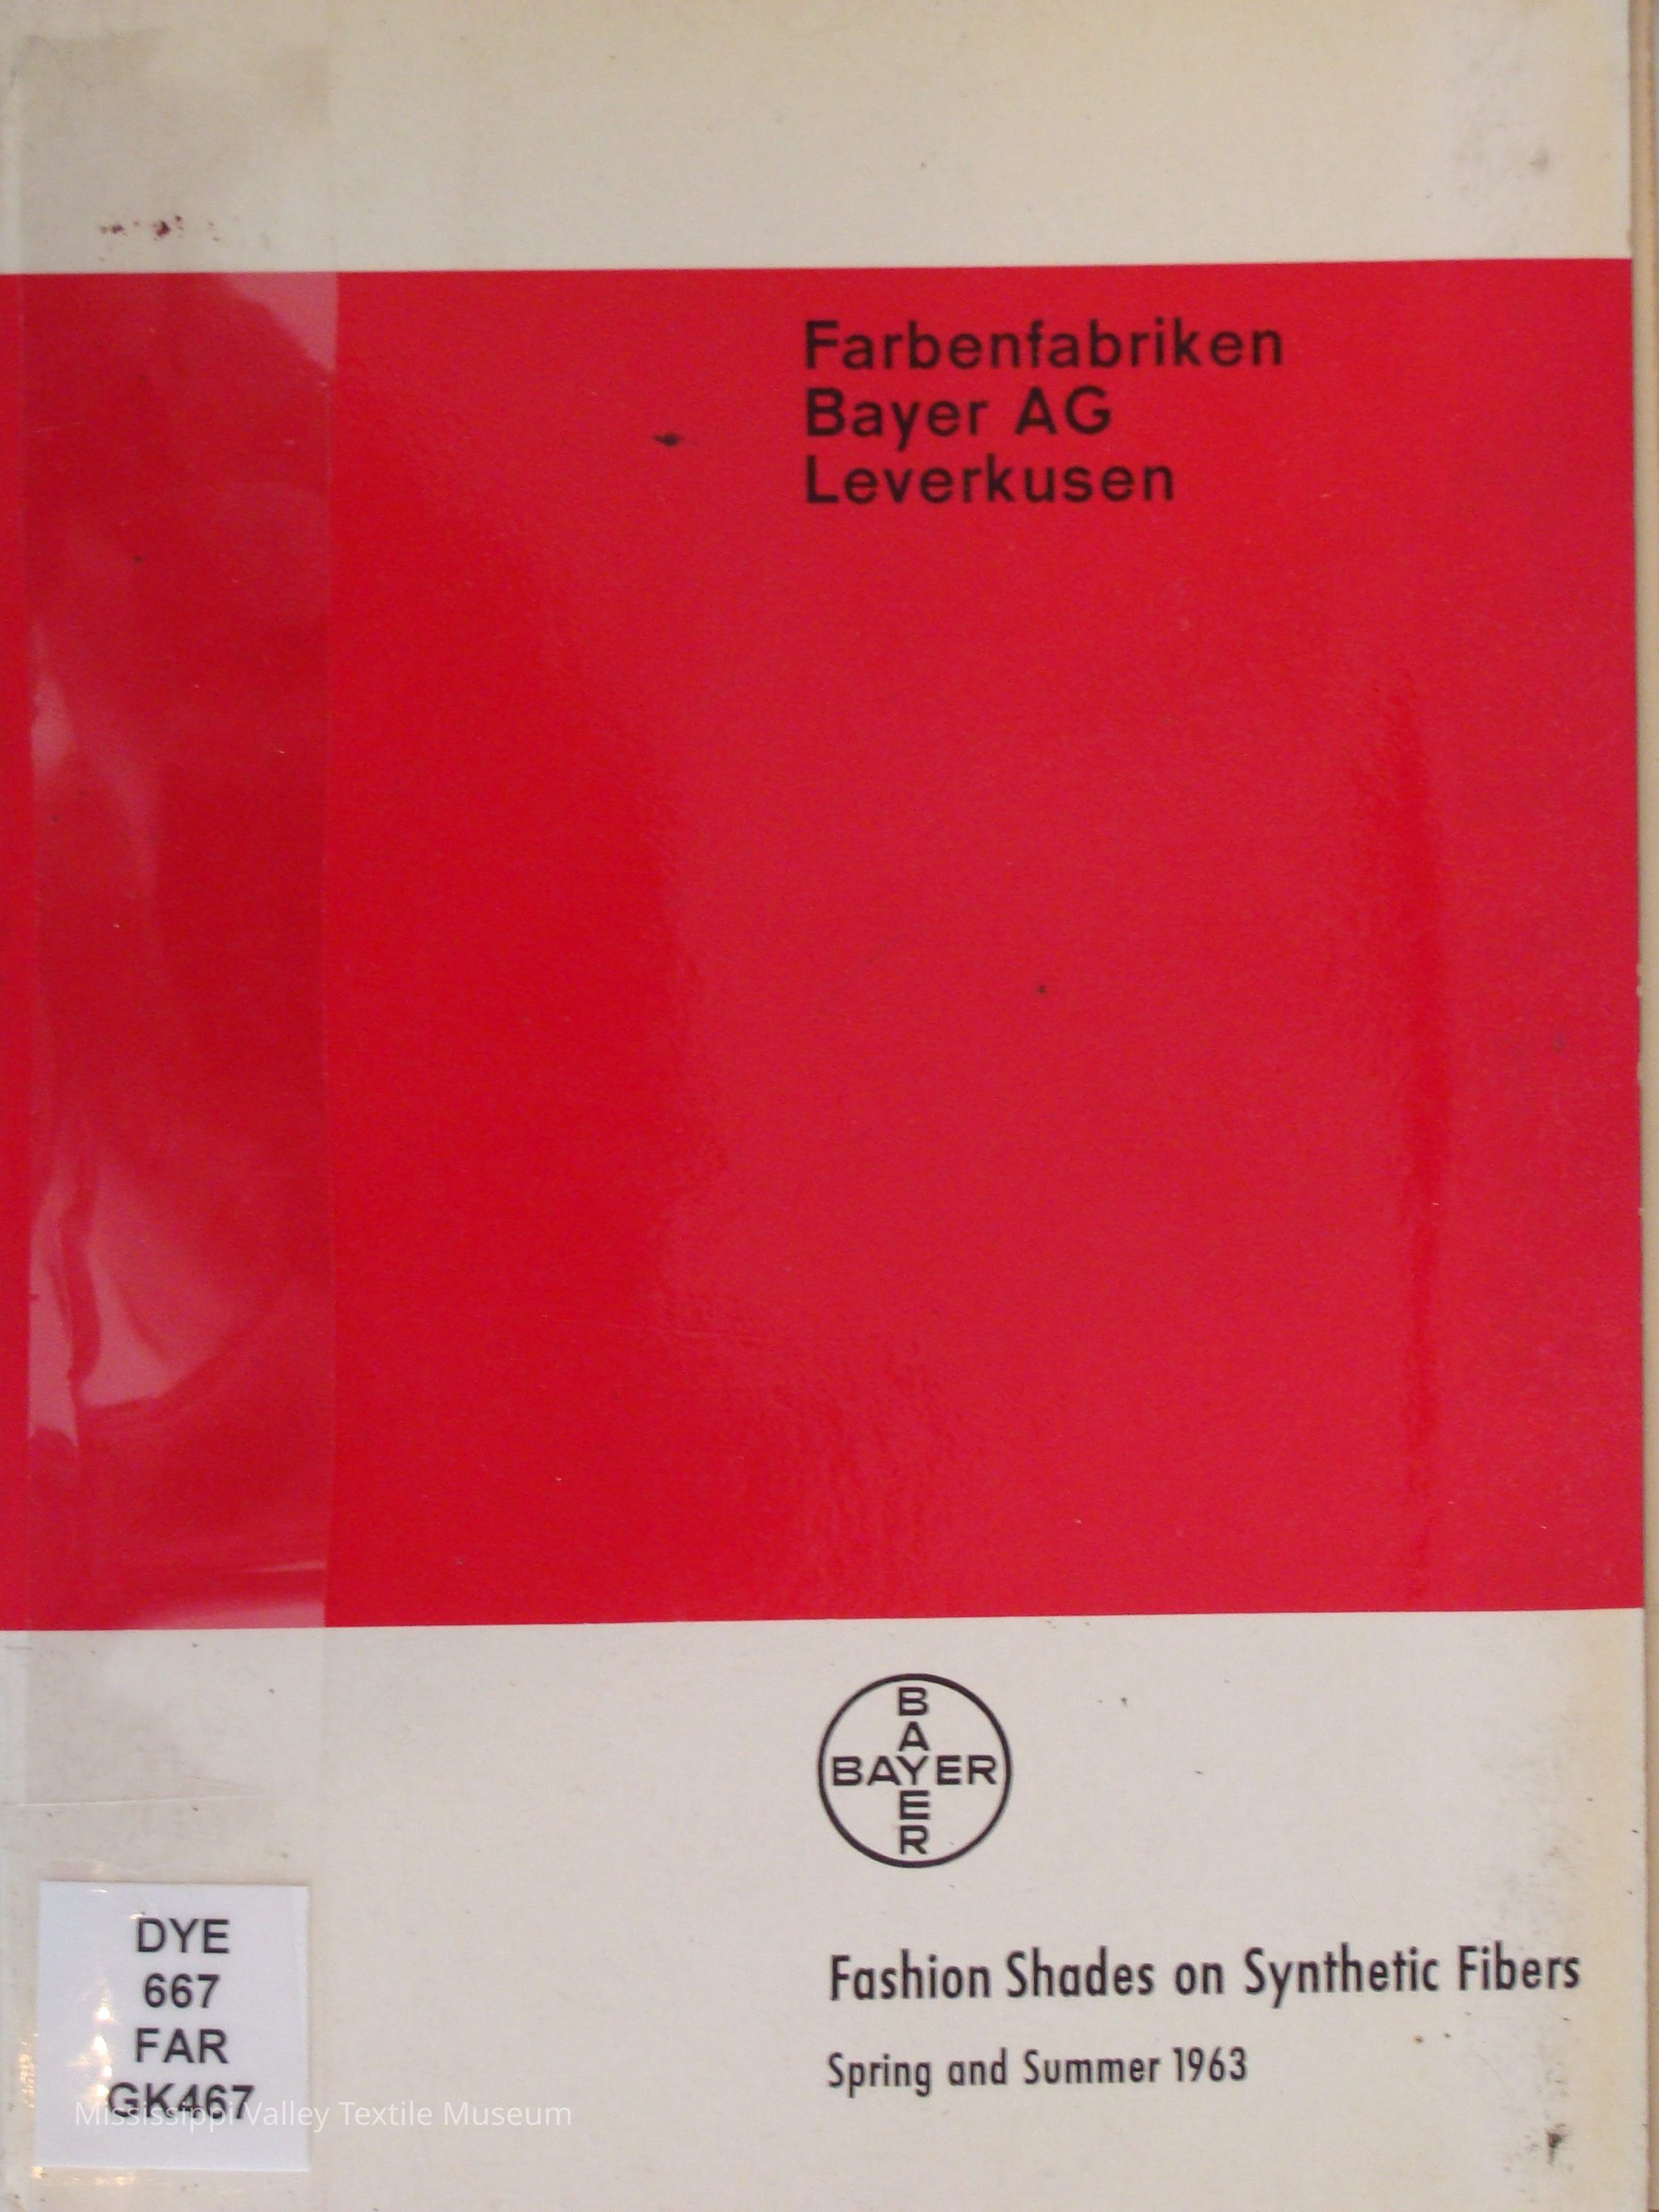 Farbenfabriken
Bayer AG
Leverkusen
B
A
BAYER
E
R
Fashion Shades on Synthetic Fibers
Spring and Summer 1963
DYE
667
FAR
GK467
Mississippi Valley Textile Museum